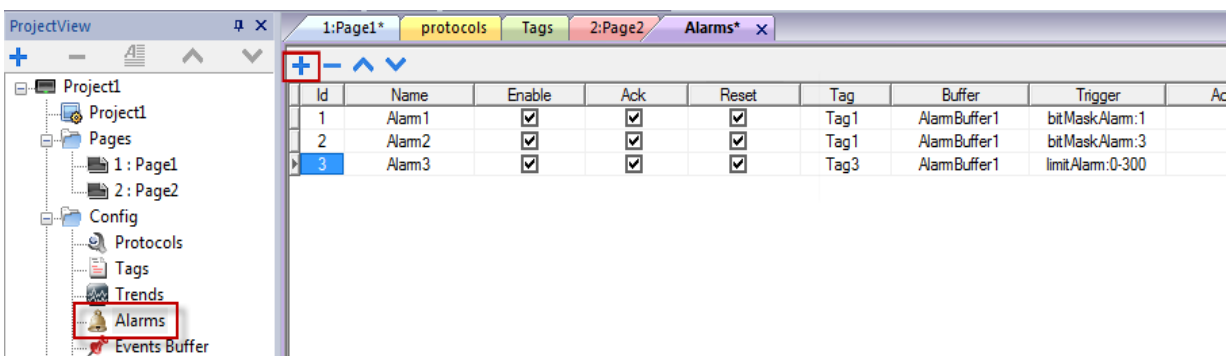 ProjectView
1:Page1* protocols Tags 2:Page2 Alarms*
Project1
Project1
Pages
1 : Page1
2 : Page2
Config
Protocols
Tags
Trends
Alarms
Events Buffer
Id Name Enable Ack Reset Tag Buffer Trigger
1 Alarm1 Tag1 AlarmBuffer1 bitMaskAlarm:1
2 Alarm2 Tag1 AlarmBuffer1 bitMaskAlarm:3
3 Alarm3 Tag3 AlarmBuffer1 limitAlarm:0-300